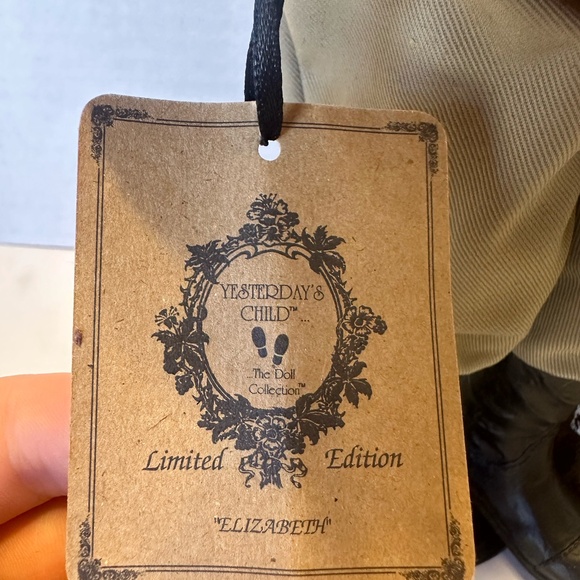 YESTERDAY'S
CHILD™...
...The Doll
Collection™
Limited Edition
"ELIZABETH"